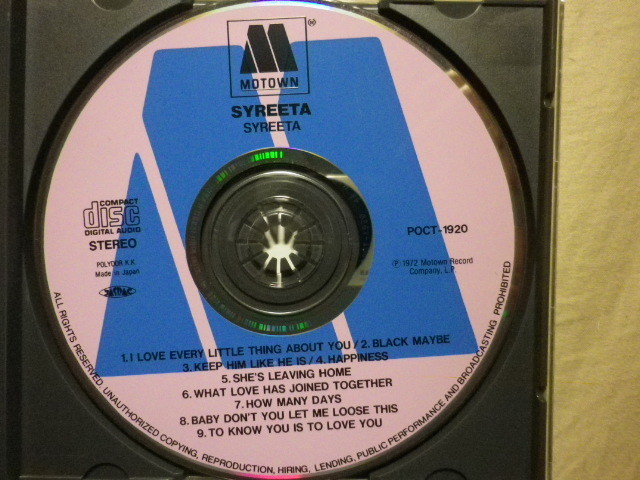 MOTOWN
®
SYREETA
SYREETA
COMPACT
disc
DIGITAL AUDIO
STEREO
POCT-1920
POLYDOR K.K.
Made in Japan
℗1972 Motown Record
Company, L.P.
1. I LOVE EVERY LITTLE THING ABOUT YOU / 2. BLACK MAYBE
3. KEEP HIM LIKE HE IS / 4. HAPPINESS
5. SHE'S LEAVING HOME
6. WHAT LOVE HAS JOINED TOGETHER
7. HOW MANY DAYS
8. BABY DON'T YOU LET ME LOOSE THIS
9. TO KNOW YOU IS TO LOVE YOU
ALL RIGHTS RESERVED. UNAUTHORIZED COPYING, REPRODUCTION, HIRING, LENDING, PUBLIC PERFORMANCE AND BROADCASTING PROHIBITED